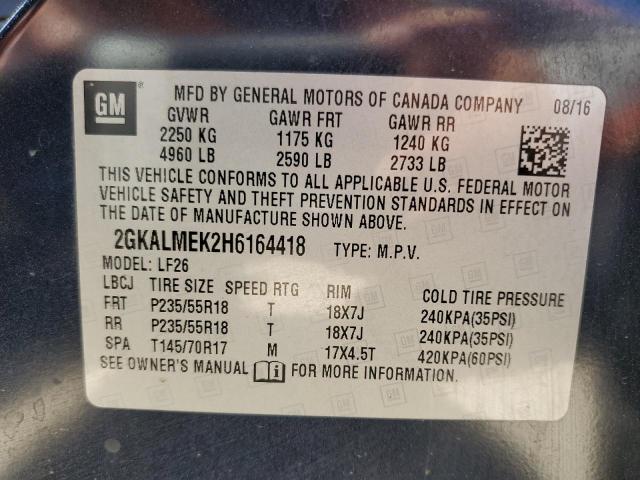 GM
MFD BY GENERAL MOTORS OF CANADA COMPANY 08/16
GVWR GAWR FRT GAWR RR
2250 KG 1175 KG 1240 KG
4960 LB 2590 LB 2733 LB
THIS VEHICLE CONFORMS TO ALL APPLICABLE U.S. FEDERAL MOTOR
VEHICLE SAFETY AND THEFT PREVENTION STANDARDS IN EFFECT ON
THE DATE OF MANUFACTURE SHOWN ABOVE.
2GKALMEK2H6164418 TYPE: M.P.V.
MODEL: LF26
LBCJ TIRE SIZE SPEED RTG RIM COLD TIRE PRESSURE
FRT P235/55R18 T 18X7J 240KPA(35PSI)
RR P235/55R18 T 18X7J 240KPA(35PSI)
SPA T145/70R17 M 17X4.5T 420KPA(60PSI)
SEE OWNER'S MANUAL FOR MORE INFORMATION.